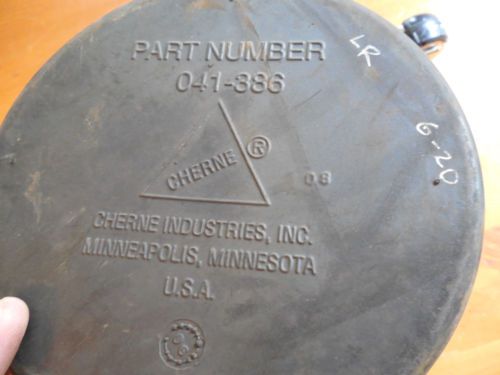 PART NUMBER
041-386
CHERNE ®
08
CHERNE INDUSTRIES, INC.
MINNEAPOLIS, MINNESOTA
U.S.A.
LR
6-20